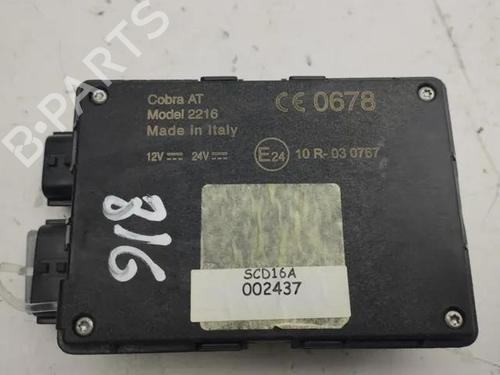 Cobra AT
Model 2216
Made in Italy
12V 24V
CE 0678
E24 10 R-03 0767
SCD16A
002437
816
B-PARTS